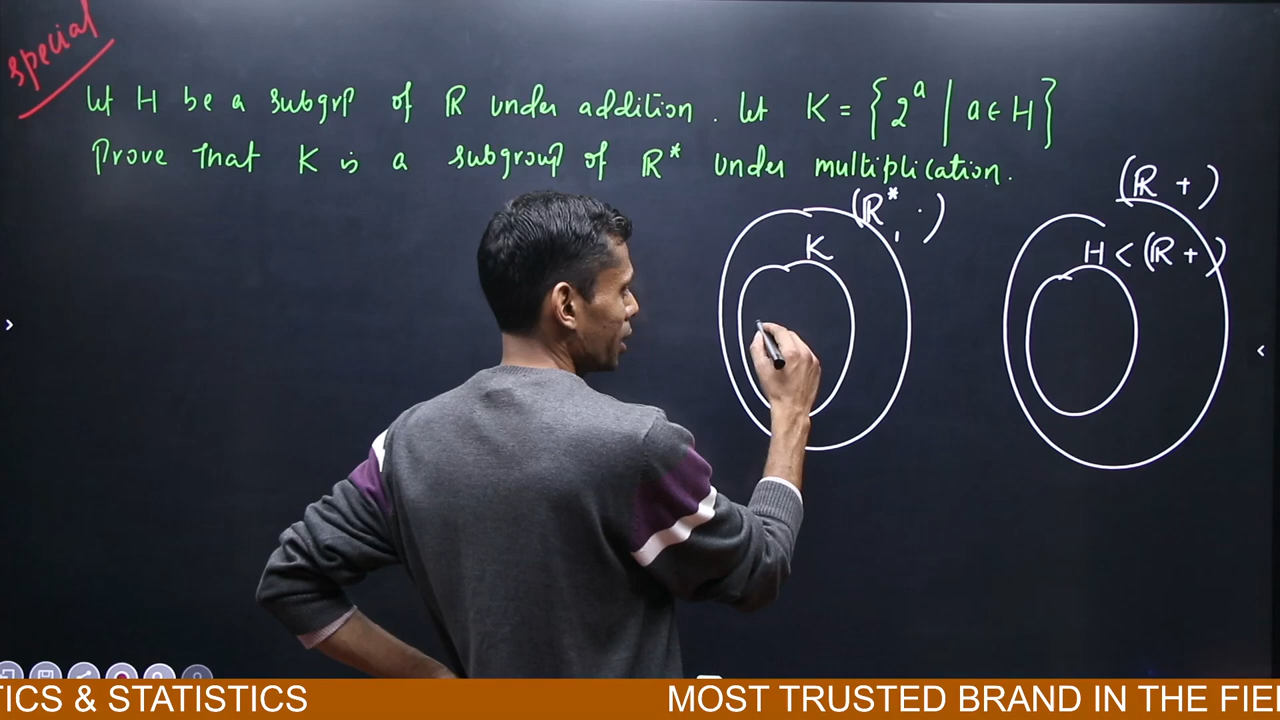 special
Let H be a subgrp of ℝ under addition. Let K = {2ᵃ | a ∈ H}
Prove that K is a subgroup of ℝ* under multiplication.
(ℝ +)
(ℝ*, ·)
K
H < (ℝ +)
TICS & STATISTICS MOST TRUSTED BRAND IN THE FIE